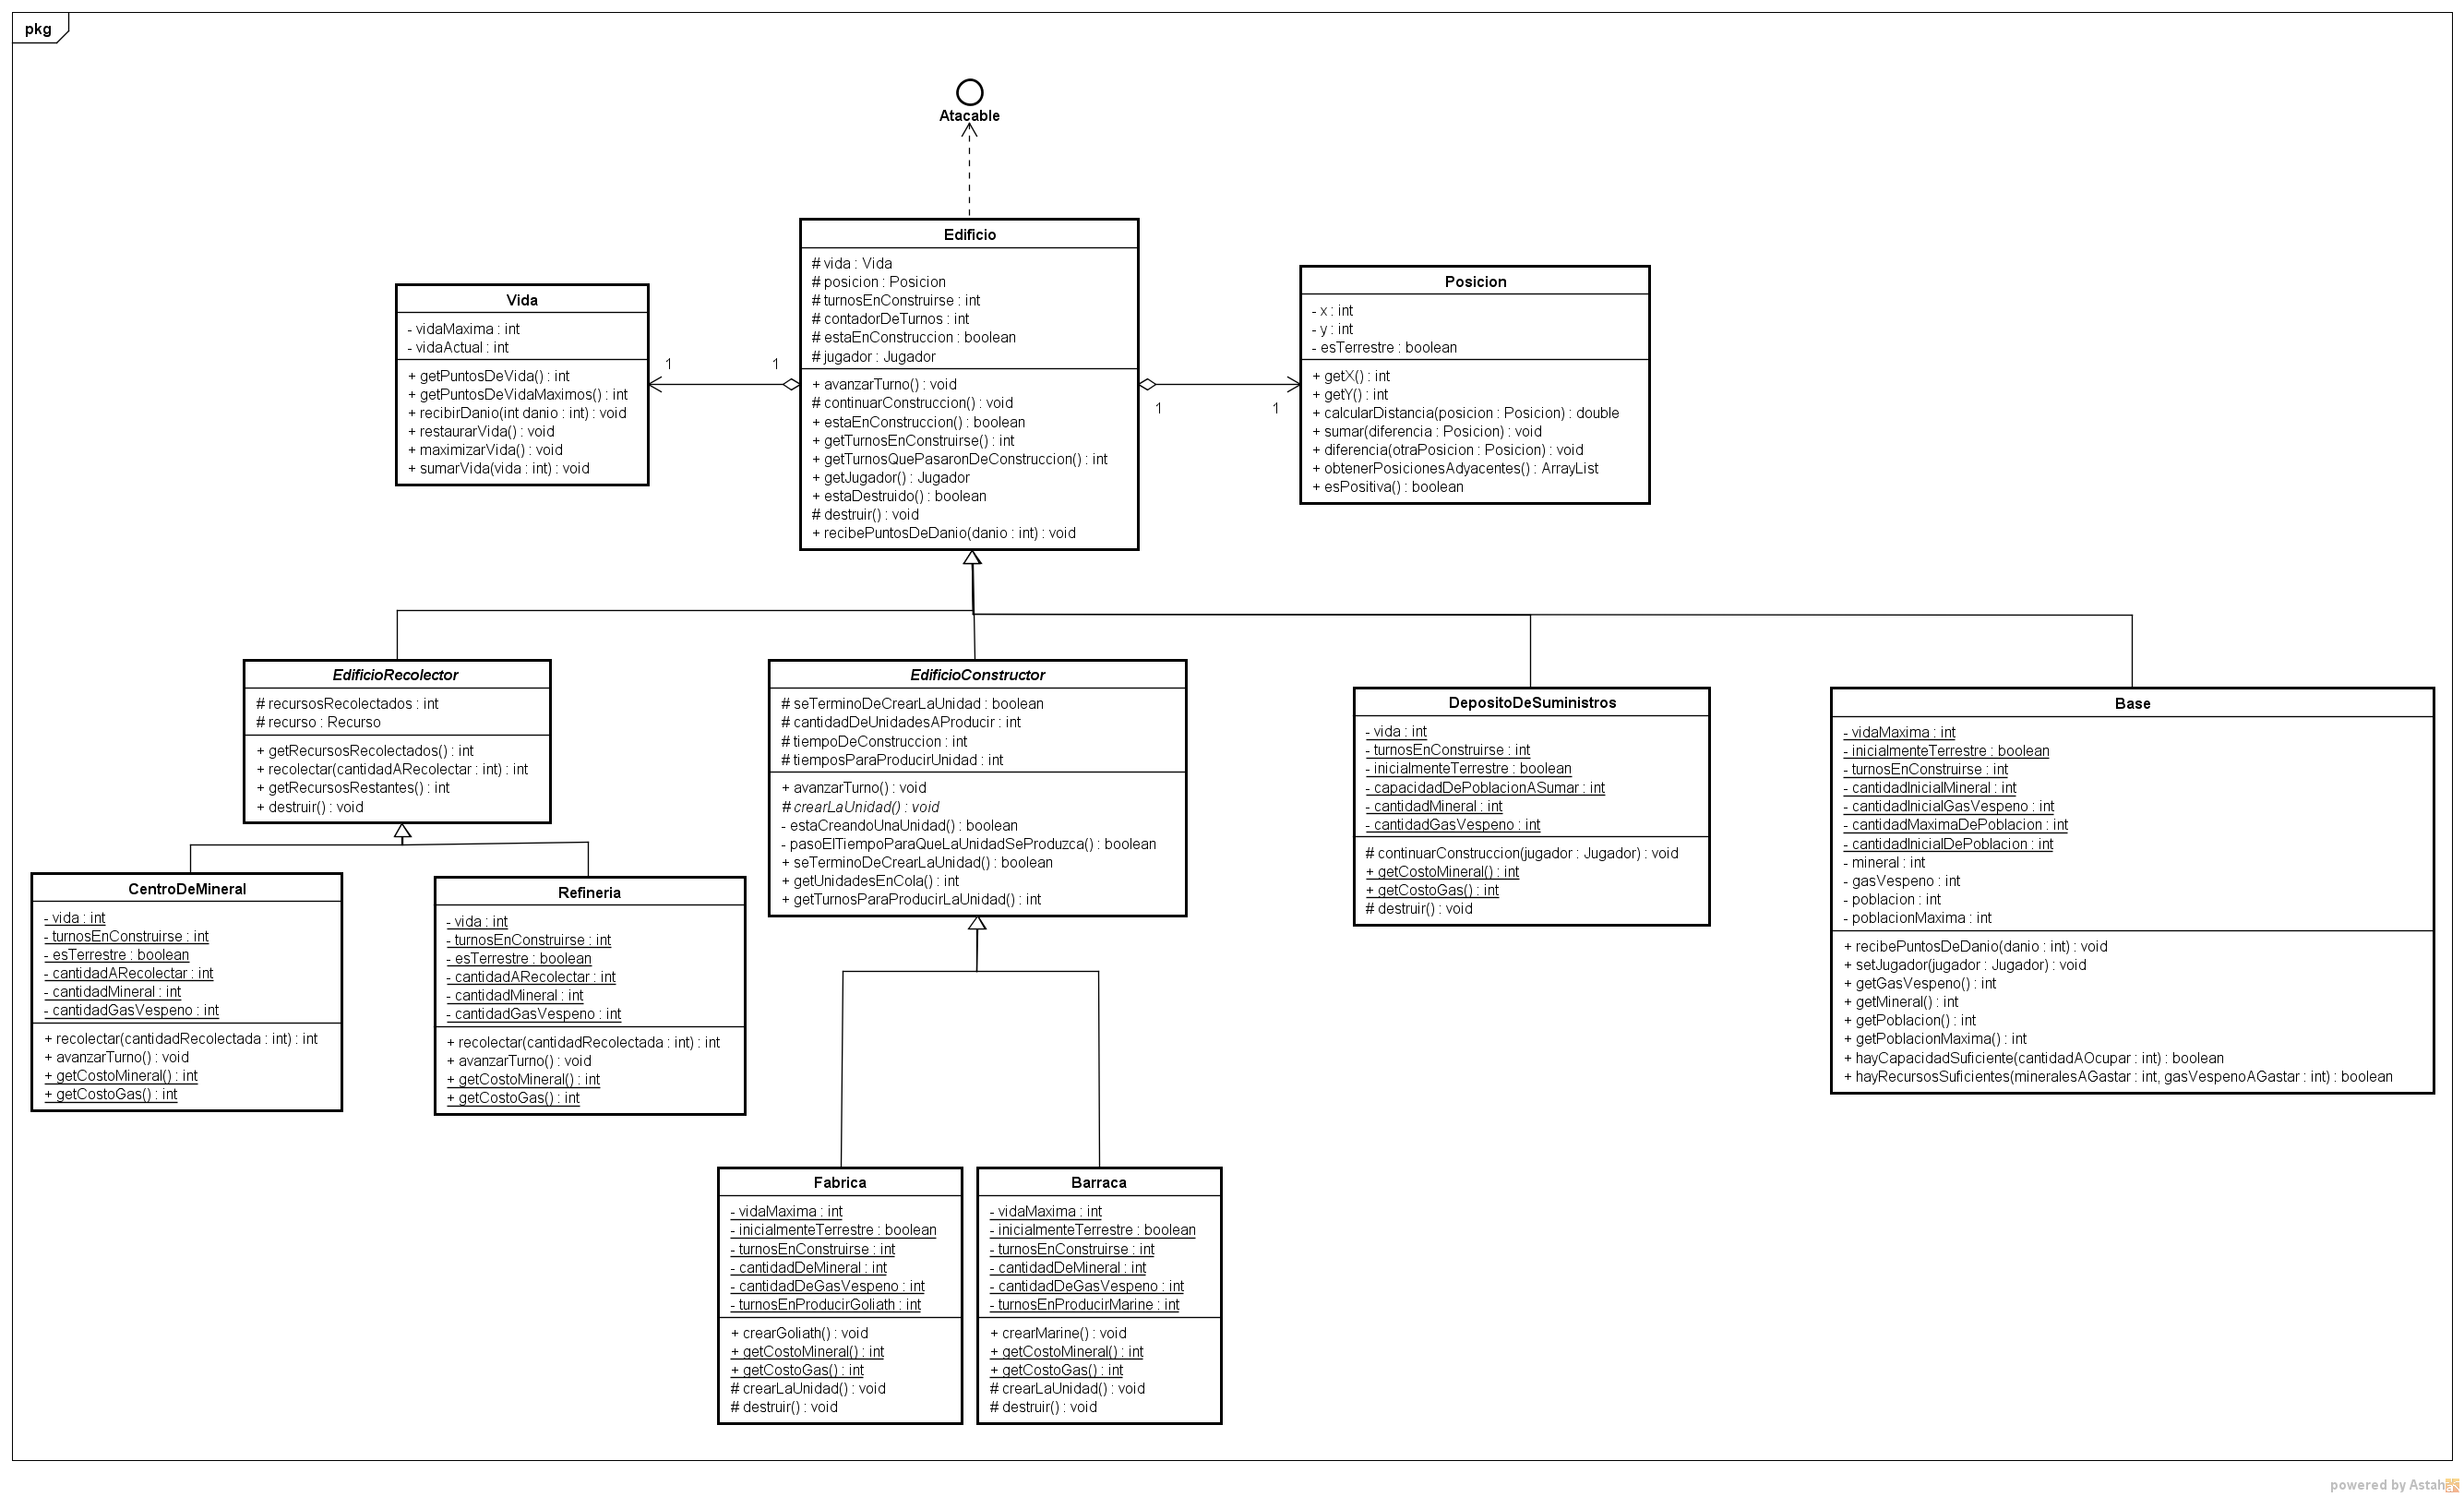 pkg
Atacable
Edificio
# vida : Vida
# posicion : Posicion
# turnosEnConstruirse : int
# contadorDeTurnos : int
# estaEnConstruccion : boolean
# jugador : Jugador
+ avanzarTurno() : void
# continuarConstruccion() : void
+ estaEnConstruccion() : boolean
+ getTurnosEnConstruirse() : int
+ getTurnosQuePasaronDeConstruccion() : int
+ getJugador() : Jugador
+ estaDestruido() : boolean
# destruir() : void
+ recibePuntosDeDanio(danio : int) : void
Vida
- vidaMaxima : int
- vidaActual : int
+ getPuntosDeVida() : int
+ getPuntosDeVidaMaximos() : int
+ recibirDanio(int danio : int) : void
+ restaurarVida() : void
+ maximizarVida() : void
+ sumarVida(vida : int) : void
1
1
1
1
Posicion
- x : int
- y : int
- esTerrestre : boolean
+ getX() : int
+ getY() : int
+ calcularDistancia(posicion : Posicion) : double
+ sumar(diferencia : Posicion) : void
+ diferencia(otraPosicion : Posicion) : void
+ obtenerPosicionesAdyacentes() : ArrayList
+ esPositiva() : boolean
EdificioRecolector
# recursosRecolectados : int
# recurso : Recurso
+ getRecursosRecolectados() : int
+ recolectar(cantidadARecolectar : int) : int
+ getRecursosRestantes() : int
+ destruir() : void
EdificioConstructor
# seTerminoDeCrearLaUnidad : boolean
# cantidadDeUnidadesAProducir : int
# tiempoDeConstruccion : int
# tiemposParaProducirUnidad : int
+ avanzarTurno() : void
# crearLaUnidad() : void
- estaCreandoUnaUnidad() : boolean
- pasoElTiempoParaQueLaUnidadSeProduzca() : boolean
+ seTerminoDeCrearLaUnidad() : boolean
+ getUnidadesEnCola() : int
+ getTurnosParaProducirLaUnidad() : int
DepositoDeSuministros
- vida : int
- turnosEnConstruirse : int
- inicialmenteTerrestre : boolean
- capacidadDePoblacionASumar : int
- cantidadMineral : int
- cantidadGasVespeno : int
# continuarConstruccion(jugador : Jugador) : void
+ getCostoMineral() : int
+ getCostoGas() : int
# destruir() : void
Base
- vidaMaxima : int
- inicialmenteTerrestre : boolean
- turnosEnConstruirse : int
- cantidadInicialMineral : int
- cantidadInicialGasVespeno : int
- cantidadMaximaDePoblacion : int
- cantidadInicialDePoblacion : int
- mineral : int
- gasVespeno : int
- poblacion : int
- poblacionMaxima : int
+ recibePuntosDeDanio(danio : int) : void
+ setJugador(jugador : Jugador) : void
+ getGasVespeno() : int
+ getMineral() : int
+ getPoblacion() : int
+ getPoblacionMaxima() : int
+ hayCapacidadSuficiente(cantidadAOcupar : int) : boolean
+ hayRecursosSuficientes(mineralesAGastar : int, gasVespenoAGastar : int) : boolean
CentroDeMineral
- vida : int
- turnosEnConstruirse : int
- esTerrestre : boolean
- cantidadARecolectar : int
- cantidadMineral : int
- cantidadGasVespeno : int
+ recolectar(cantidadRecolectada : int) : int
+ avanzarTurno() : void
+ getCostoMineral() : int
+ getCostoGas() : int
Refineria
- vida : int
- turnosEnConstruirse : int
- esTerrestre : boolean
- cantidadARecolectar : int
- cantidadMineral : int
- cantidadGasVespeno : int
+ recolectar(cantidadRecolectada : int) : int
+ avanzarTurno() : void
+ getCostoMineral() : int
+ getCostoGas() : int
Fabrica
- vidaMaxima : int
- inicialmenteTerrestre : boolean
- turnosEnConstruirse : int
- cantidadDeMineral : int
- cantidadDeGasVespeno : int
- turnosEnProducirGoliath : int
+ crearGoliath() : void
+ getCostoMineral() : int
+ getCostoGas() : int
# crearLaUnidad() : void
# destruir() : void
Barraca
- vidaMaxima : int
- inicialmenteTerrestre : boolean
- turnosEnConstruirse : int
- cantidadDeMineral : int
- cantidadDeGasVespeno : int
- turnosEnProducirMarine : int
+ crearMarine() : void
+ getCostoMineral() : int
+ getCostoGas() : int
# crearLaUnidad() : void
# destruir() : void
powered by Astah